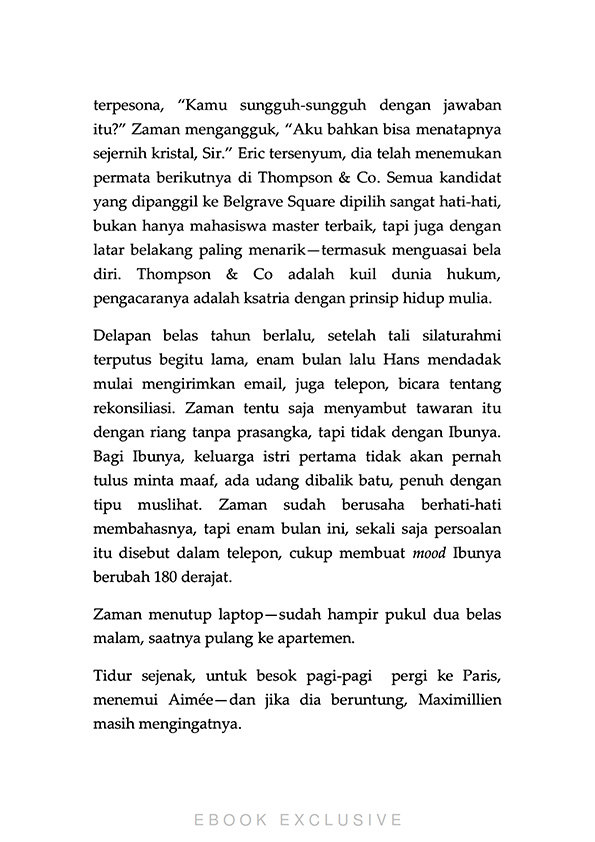 terpesona, “Kamu sungguh-sungguh dengan jawaban
itu?” Zaman mengangguk, “Aku bahkan bisa menatapnya
sejernih kristal, Sir.” Eric tersenyum, dia telah menemukan
permata berikutnya di Thompson & Co. Semua kandidat
yang dipanggil ke Belgrave Square dipilih sangat hati-hati,
bukan hanya mahasiswa master terbaik, tapi juga dengan
latar belakang paling menarik—termasuk menguasai bela
diri. Thompson & Co adalah kuil dunia hukum,
pengacaranya adalah ksatria dengan prinsip hidup mulia.
Delapan belas tahun berlalu, setelah tali silaturahmi
terputus begitu lama, enam bulan lalu Hans mendadak
mulai mengirimkan email, juga telepon, bicara tentang
rekonsiliasi. Zaman tentu saja menyambut tawaran itu
dengan riang tanpa prasangka, tapi tidak dengan Ibunya.
Bagi Ibunya, keluarga istri pertama tidak akan pernah
tulus minta maaf, ada udang dibalik batu, penuh dengan
tipu muslihat. Zaman sudah berusaha berhati-hati
membahasnya, tapi enam bulan ini, sekali saja persoalan
itu disebut dalam telepon, cukup membuat mood Ibunya
berubah 180 derajat.
Zaman menutup laptop—sudah hampir pukul dua belas
malam, saatnya pulang ke apartemen.
Tidur sejenak, untuk besok pagi-pagi  pergi ke Paris,
menemui Aimée—dan jika dia beruntung, Maximillien
masih mengingatnya.
EBOOK EXCLUSIVE